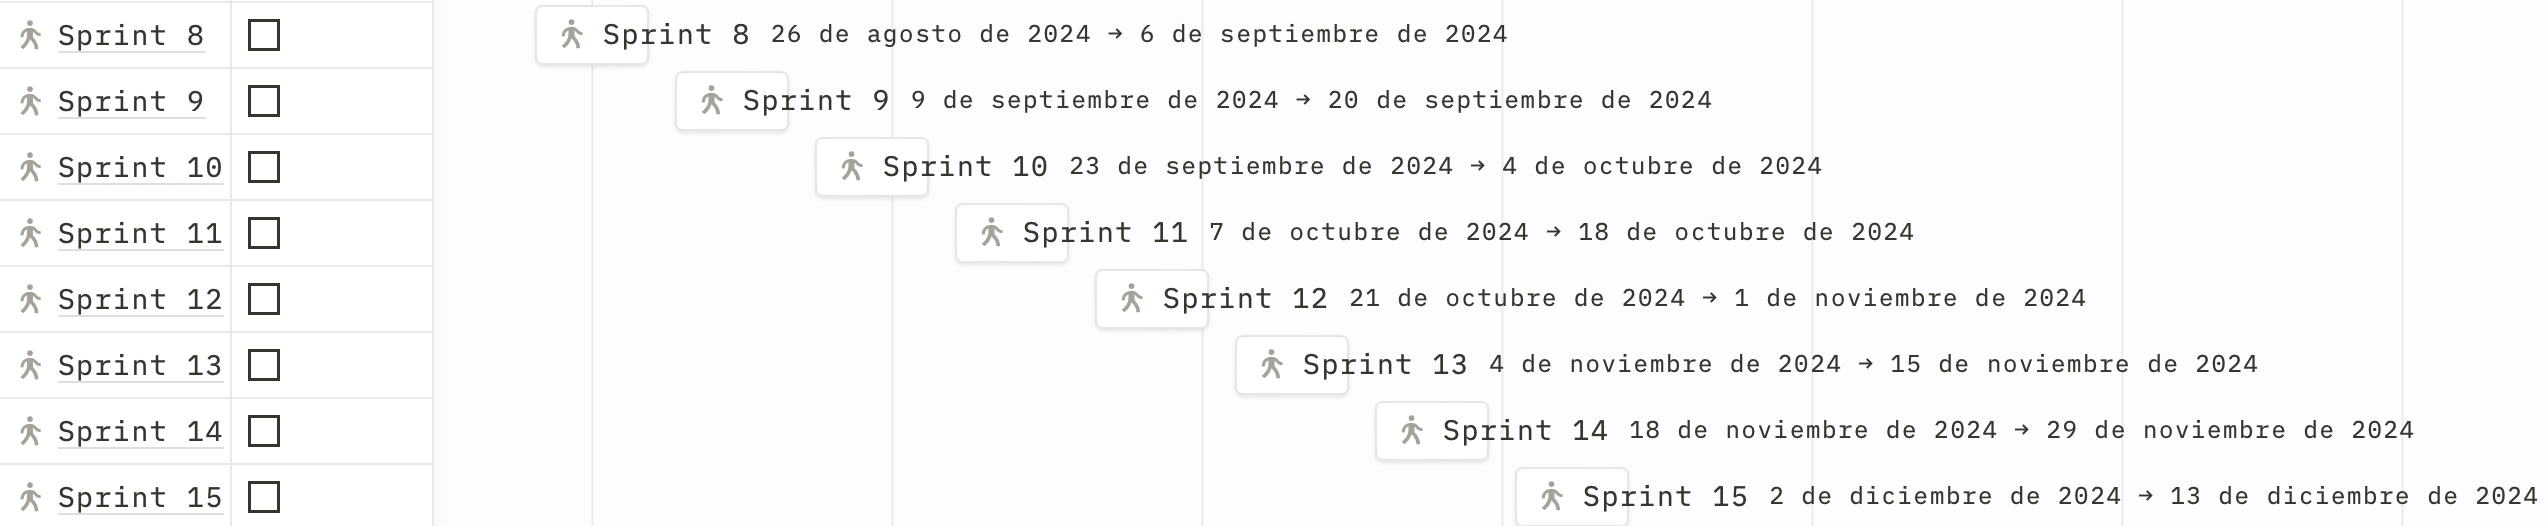 Sprint 8 Sprint 8 26 de agosto de 2024 → 6 de septiembre de 2024
Sprint 9 Sprint 9 9 de septiembre de 2024 → 20 de septiembre de 2024
Sprint 10 Sprint 10 23 de septiembre de 2024 → 4 de octubre de 2024
Sprint 11 Sprint 11 7 de octubre de 2024 → 18 de octubre de 2024
Sprint 12 Sprint 12 21 de octubre de 2024 → 1 de noviembre de 2024
Sprint 13 Sprint 13 4 de noviembre de 2024 → 15 de noviembre de 2024
Sprint 14 Sprint 14 18 de noviembre de 2024 → 29 de noviembre de 2024
Sprint 15 Sprint 15 2 de diciembre de 2024 → 13 de diciembre de 2024